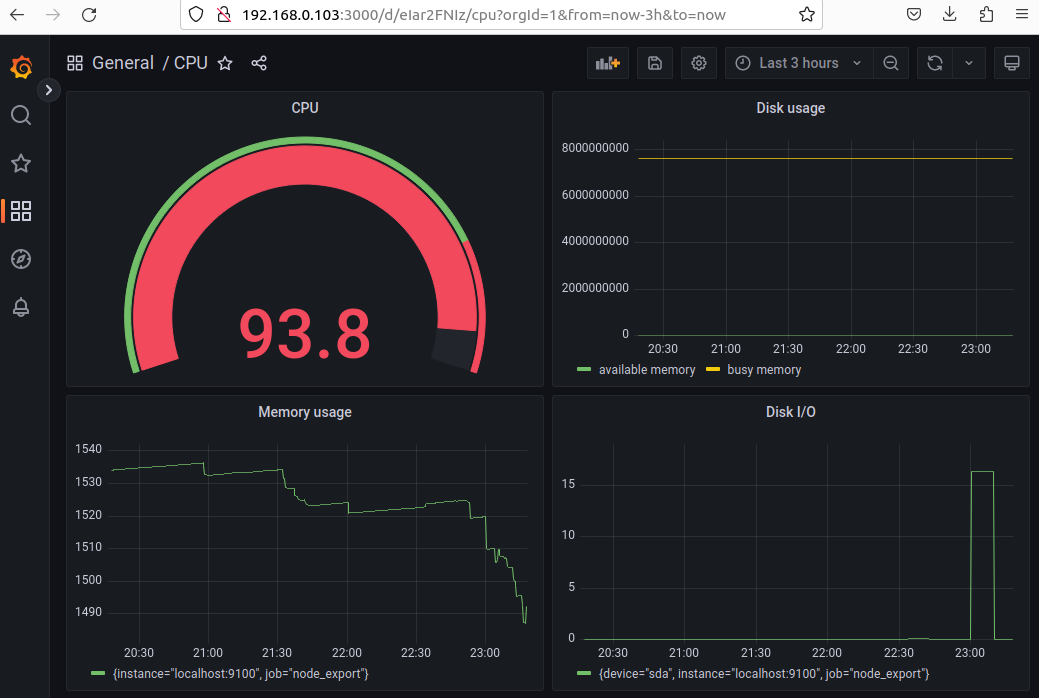 192.168.0.103:3000/d/eIar2FNIz/cpu?orgId=1&from=now-3h&to=now
General / CPU
Last 3 hours
CPU
93.8
Disk usage
8000000000
6000000000
4000000000
2000000000
0
20:30 21:00 21:30 22:00 22:30 23:00
available memory busy memory
Memory usage
1540
1530
1520
1510
1500
1490
20:30 21:00 21:30 22:00 22:30 23:00
{instance="localhost:9100", job="node_export"}
Disk I/O
15
10
5
0
20:30 21:00 21:30 22:00 22:30 23:00
{device="sda", instance="localhost:9100", job="node_export"}